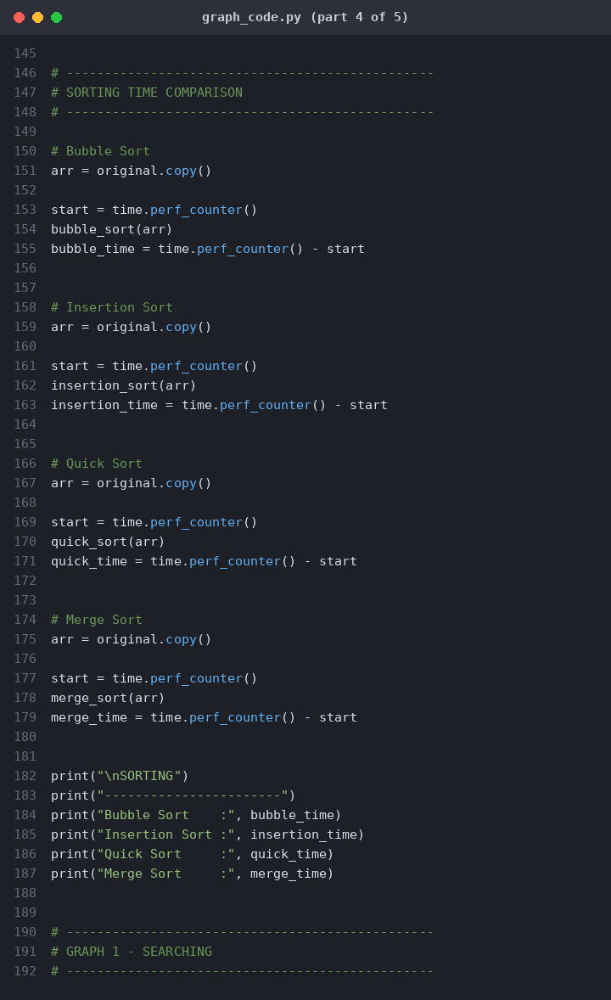 graph_code.py (part 4 of 5)
145
146 # ------------------------------------------------
147 # SORTING TIME COMPARISON
148 # ------------------------------------------------
149
150 # Bubble Sort
151 arr = original.copy()
152
153 start = time.perf_counter()
154 bubble_sort(arr)
155 bubble_time = time.perf_counter() - start
156
157
158 # Insertion Sort
159 arr = original.copy()
160
161 start = time.perf_counter()
162 insertion_sort(arr)
163 insertion_time = time.perf_counter() - start
164
165
166 # Quick Sort
167 arr = original.copy()
168
169 start = time.perf_counter()
170 quick_sort(arr)
171 quick_time = time.perf_counter() - start
172
173
174 # Merge Sort
175 arr = original.copy()
176
177 start = time.perf_counter()
178 merge_sort(arr)
179 merge_time = time.perf_counter() - start
180
181
182 print("\nSORTING")
183 print("-----------------------")
184 print("Bubble Sort    :", bubble_time)
185 print("Insertion Sort :", insertion_time)
186 print("Quick Sort     :", quick_time)
187 print("Merge Sort     :", merge_time)
188
189
190 # ------------------------------------------------
191 # GRAPH 1 - SEARCHING
192 # ------------------------------------------------